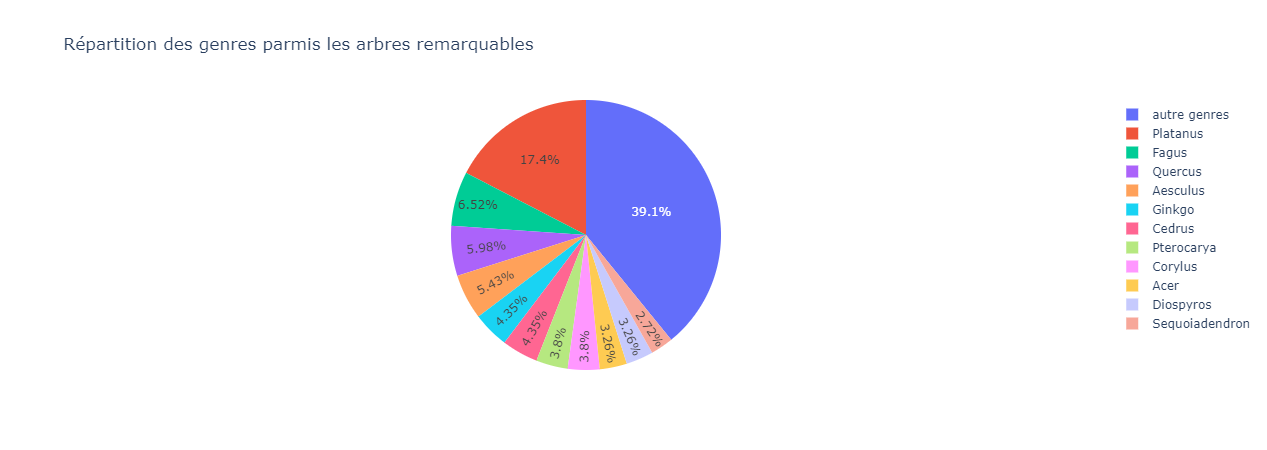 Répartition des genres parmis les arbres remarquables
17.4%
39.1%
6.52%
5.98%
5.43%
4.35%
4.35%
3.8%
3.8%
3.26%
3.26%
2.72%
autre genres
Platanus
Fagus
Quercus
Aesculus
Ginkgo
Cedrus
Pterocarya
Corylus
Acer
Diospyros
Sequoiadendron